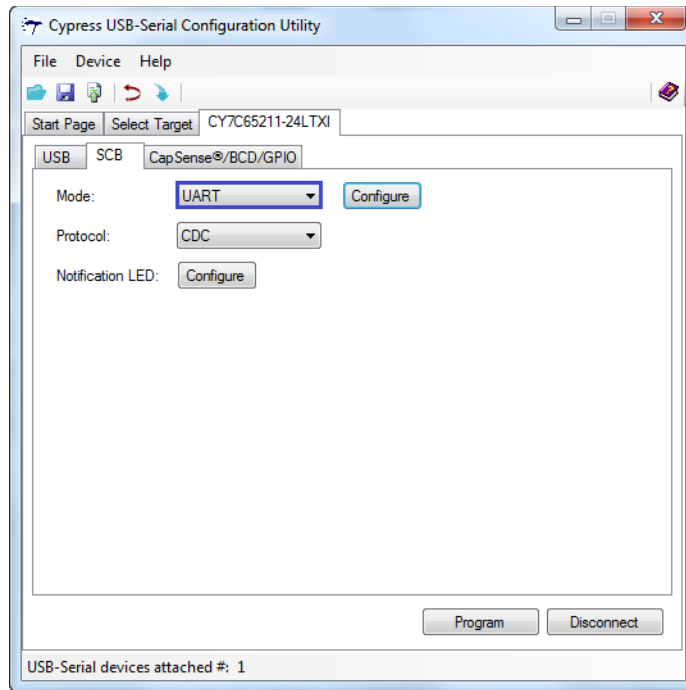 Cypress USB-Serial Configuration Utility
File Device Help
Start Page Select Target CY7C65211-24LTXI
USB SCB CapSense®/BCD/GPIO
Mode: UART Configure
Protocol: CDC
Notification LED: Configure
Program Disconnect
USB-Serial devices attached #: 1